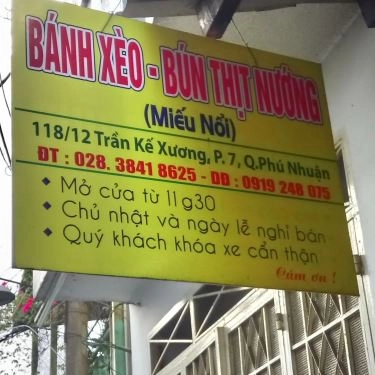 BÁNH XÈO - BÚN THỊT NƯỚNG
(Miếu Nổi)
118/12 Trần Kế Xương, P.7, Q.Phú Nhuận
ĐT : 028. 3841 8625 - DĐ : 0919 248 075
• Mở cửa từ 11g30
• Chủ nhật và ngày lễ nghỉ bán
• Quý khách khóa xe cẩn thận
Cám ơn !